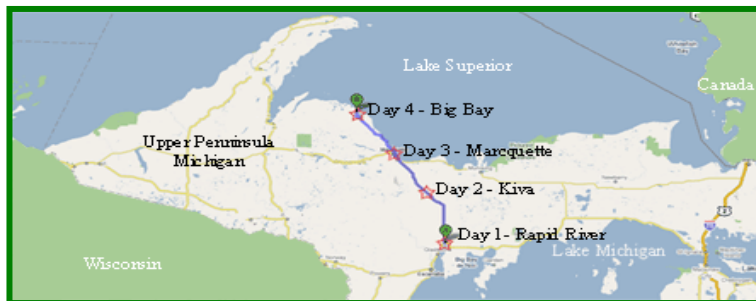 Lake Superior
Canada
Day 4 - Big Bay
Upper Penninsula
Michigan
Day 3 - Marcquette
Day 2 - Kiva
Day 1 - Rapid River
Lake Michigan
Wisconsin